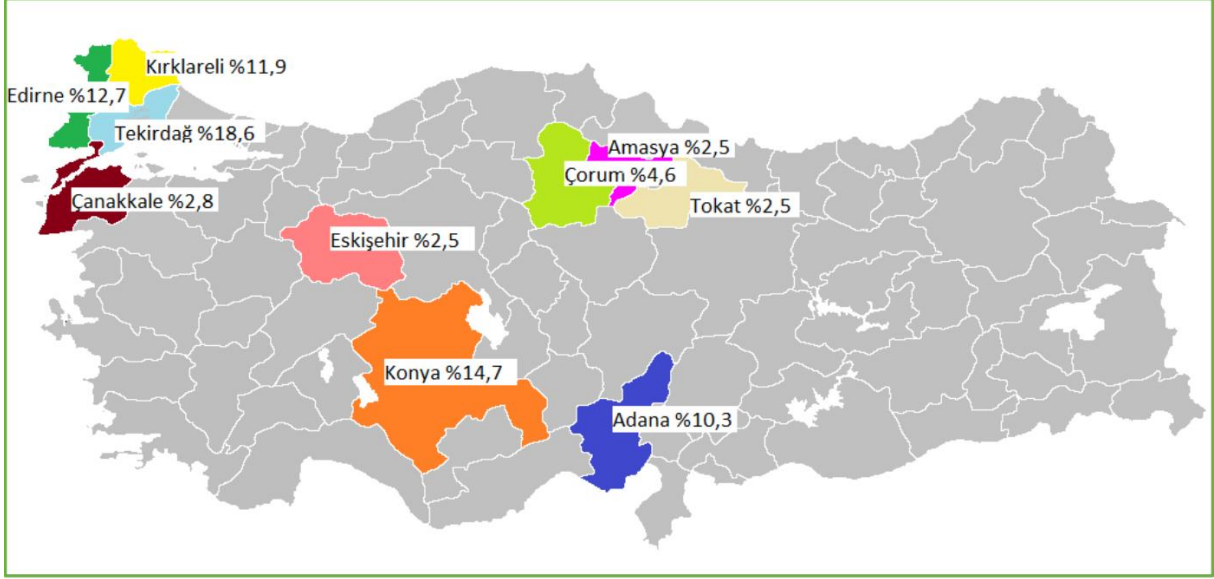 Kırklareli %11,9
Edirne %12,7
Tekirdağ %18,6
Amasya %2,5
Çorum %4,6
Çanakkale %2,8
Tokat %2,5
Eskişehir %2,5
Konya %14,7
Adana %10,3